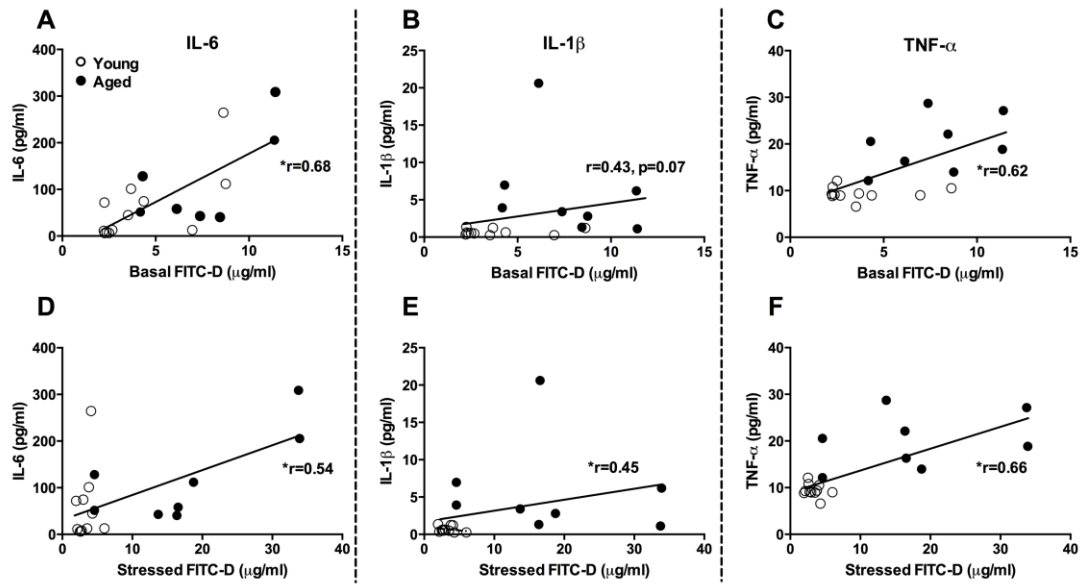 A
IL-6
○ Young
● Aged
400
300
200
100
0
0 5 10 15
IL-6 (pg/ml)
*r=0.68
Basal FITC-D (μg/ml)
B
IL-1β
25
20
15
10
5
0
0 5 10 15
IL-1β (pg/ml)
r=0.43, p=0.07
Basal FITC-D (μg/ml)
C
TNF-α
40
30
20
10
0
0 5 10 15
TNF-α (pg/ml)
*r=0.62
Basal FITC-D (μg/ml)
D
400
300
200
100
0
0 10 20 30 40
IL-6 (pg/ml)
*r=0.54
Stressed FITC-D (μg/ml)
E
25
20
15
10
5
0
0 10 20 30 40
IL-1β (pg/ml)
*r=0.45
Stressed FITC-D (μg/ml)
F
40
30
20
10
0
0 10 20 30 40
TNF-α (pg/ml)
*r=0.66
Stressed FITC-D (μg/ml)